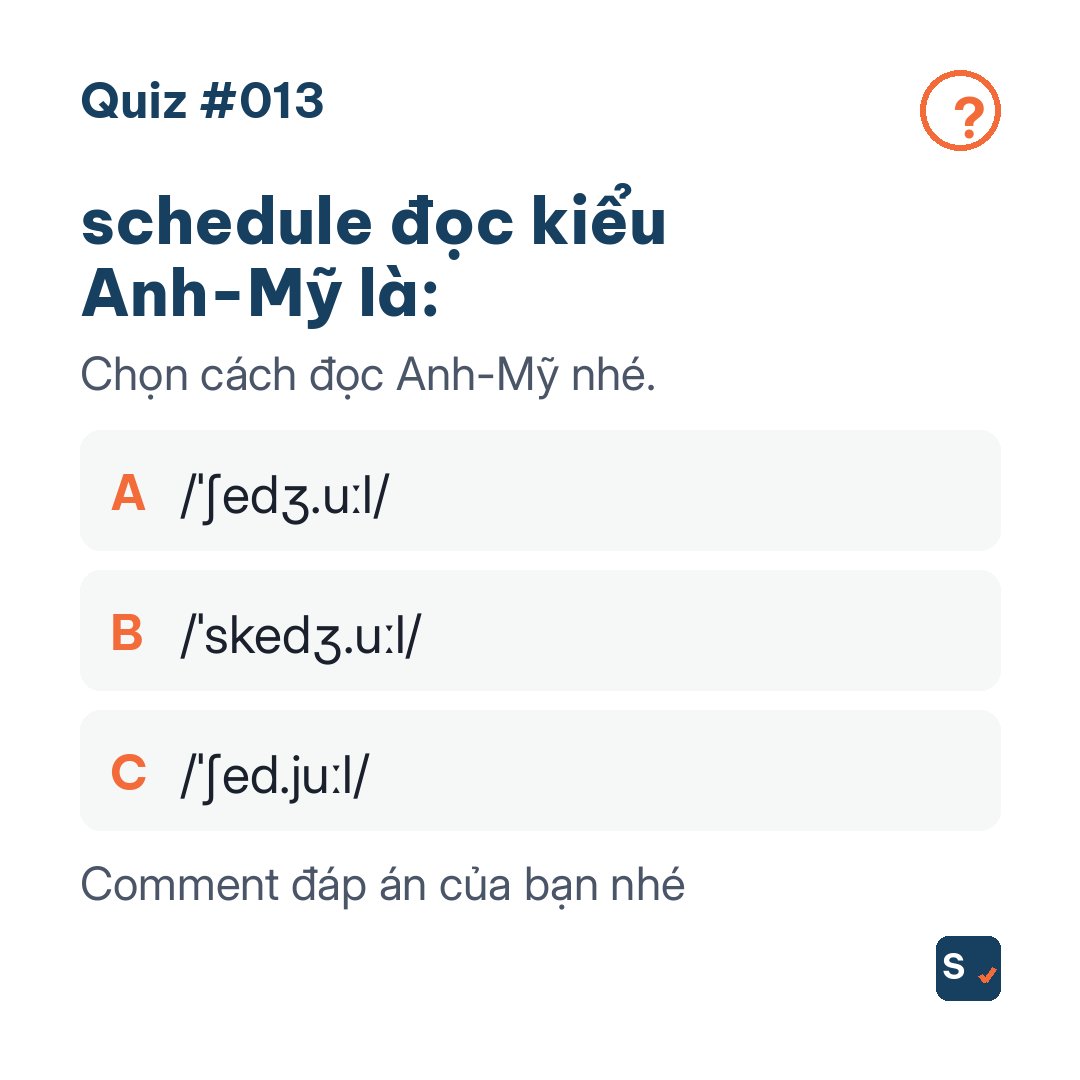 Quiz #013
?
schedule đọc kiểu
Anh-Mỹ là:
Chọn cách đọc Anh-Mỹ nhé.
A /ˈʃedʒ.uːl/
B /ˈskedʒ.uːl/
C /ˈʃed.juːl/
Comment đáp án của bạn nhé
S